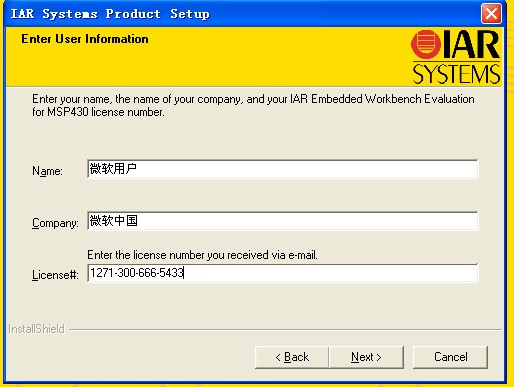 IAR Systems Product Setup
Enter User Information
IAR
SYSTEMS
Enter your name, the name of your company, and your IAR Embedded Workbench Evaluation
for MSP430 license number.
Name: 微软用户
Company: 微软中国
Enter the license number you received via e-mail.
License#: 1271-300-666-5433
InstallShield
< Back Next > Cancel